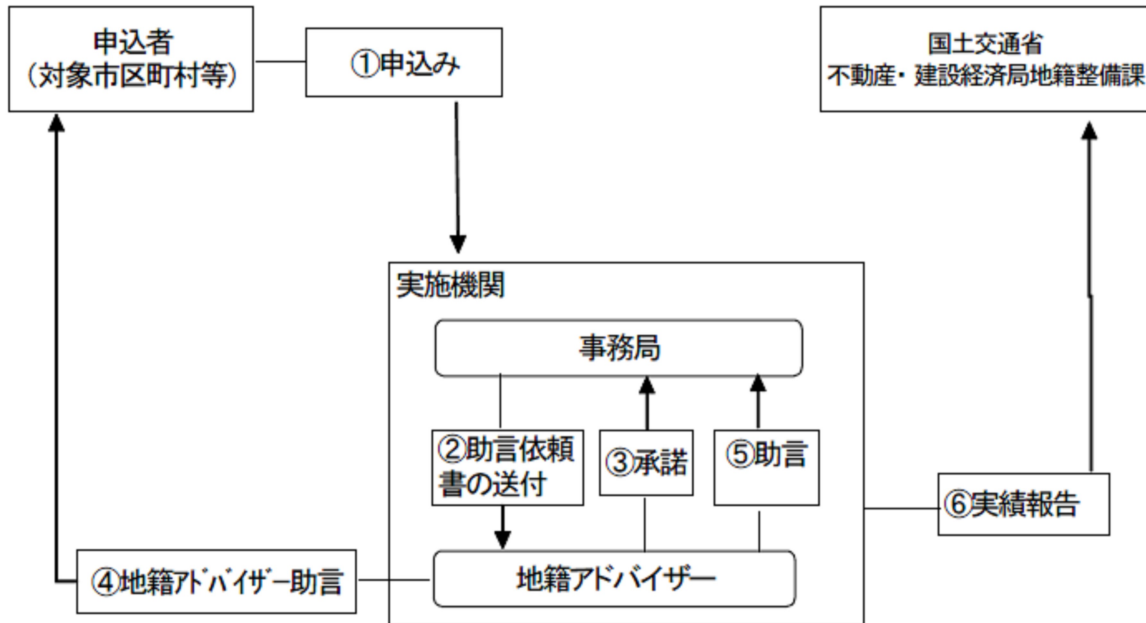 申込者
（対象市区町村等）
①申込み
国土交通省
不動産・建設経済局地籍整備課
実施機関
事務局
②助言依頼
書の送付
③承諾
⑤助言
⑥実績報告
④地籍ｱﾄﾞﾊﾞｲｻﾞｰ助言
地籍アドバイザー